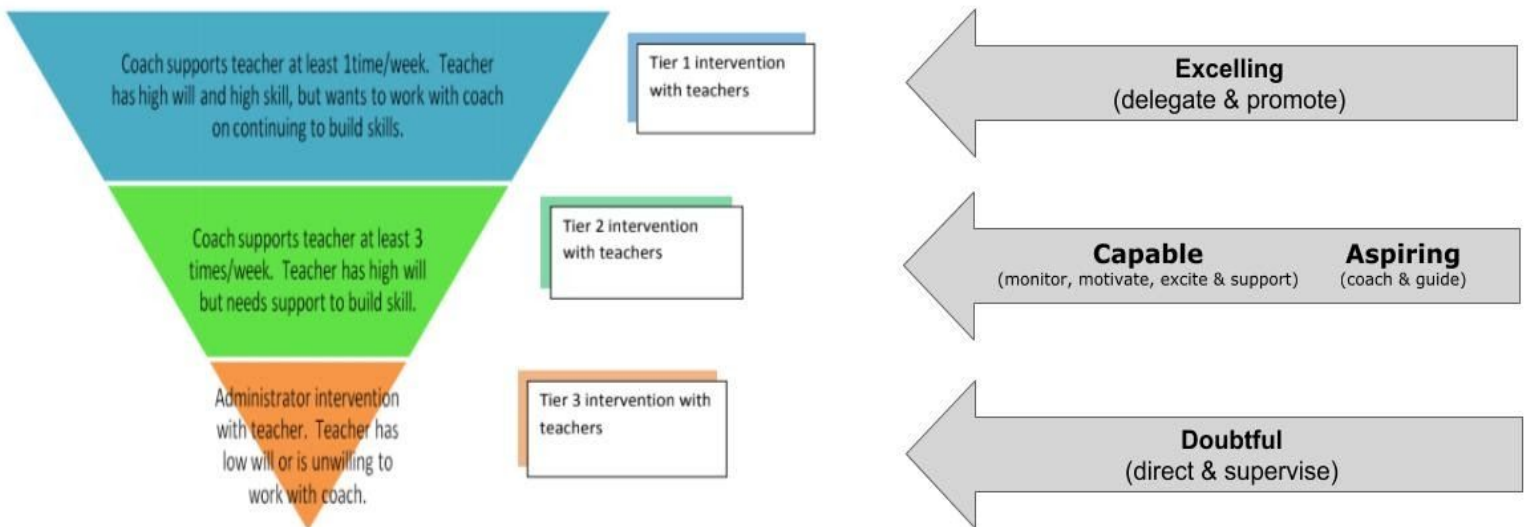 Coach supports teacher at least 1time/week. Teacher
has high will and high skill, but wants to work with coach
on continuing to build skills.
Tier 1 intervention
with teachers
Excelling
(delegate & promote)
Coach supports teacher at least 3
times/week. Teacher has high will
but needs support to build skill.
Tier 2 intervention
with teachers
Capable
(monitor, motivate, excite & support)
Aspiring
(coach & guide)
Administrator intervention
with teacher. Teacher has
low will or is unwilling to
work with coach.
Tier 3 intervention with
teachers
Doubtful
(direct & supervise)